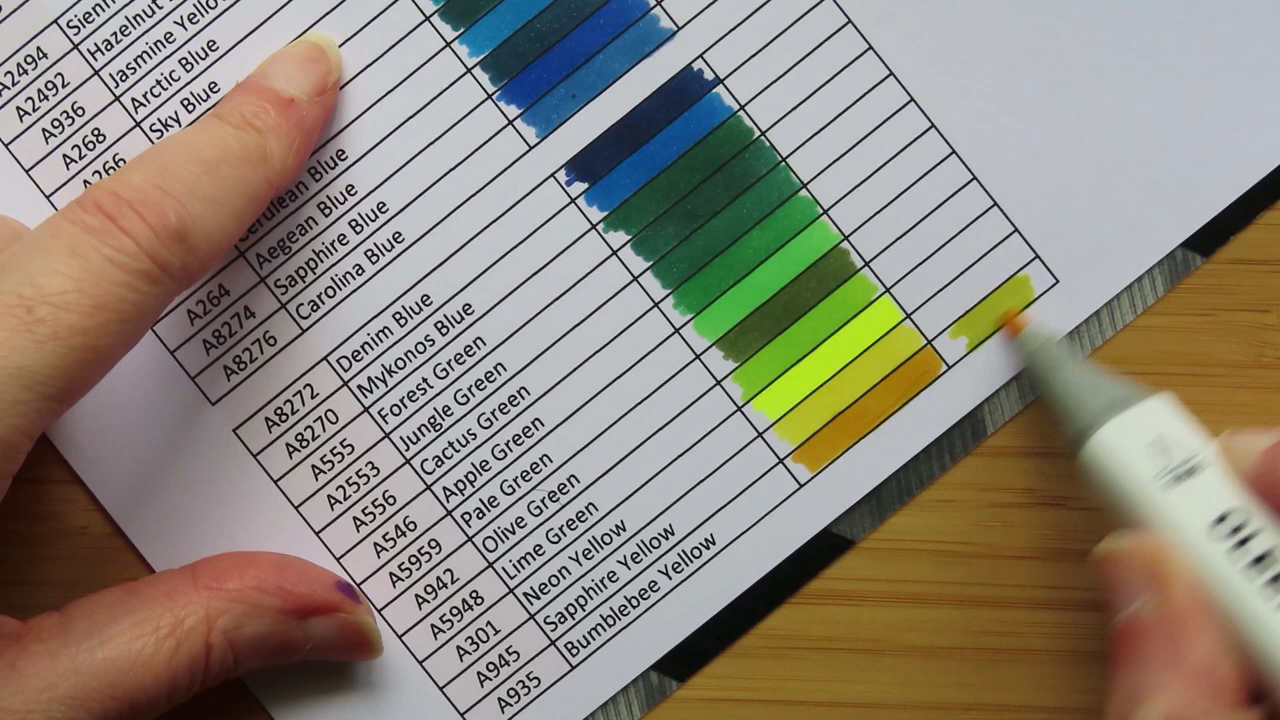 A2494 Sienn
A2492 Hazelnut
A936 Jasmine Yello
A268 Arctic Blue
A266 Sky Blue
Cerulean Blue
A264 Aegean Blue
A8274 Sapphire Blue
A8276 Carolina Blue
A8272 Denim Blue
A8270 Mykonos Blue
A555 Forest Green
A2553 Jungle Green
A556 Cactus Green
A546 Apple Green
A5959 Pale Green
A942 Olive Green
A5948 Lime Green
A301 Neon Yellow
A945 Sapphire Yellow
A935 Bumblebee Yellow